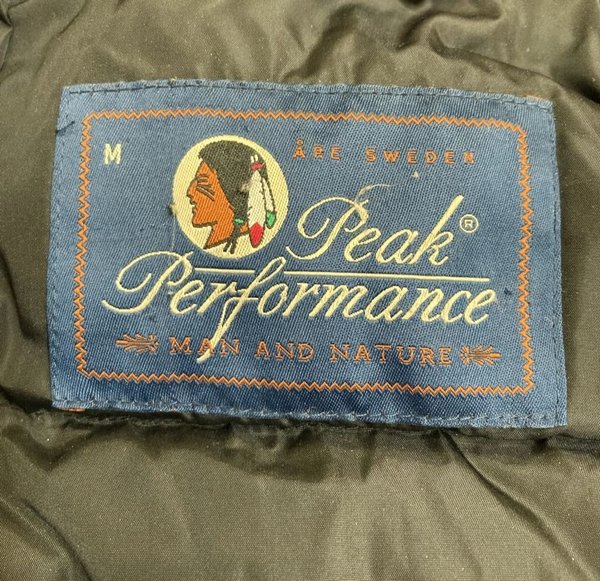 M
ÅRE SWEDEN
Peak®
Performance
MAN AND NATURE